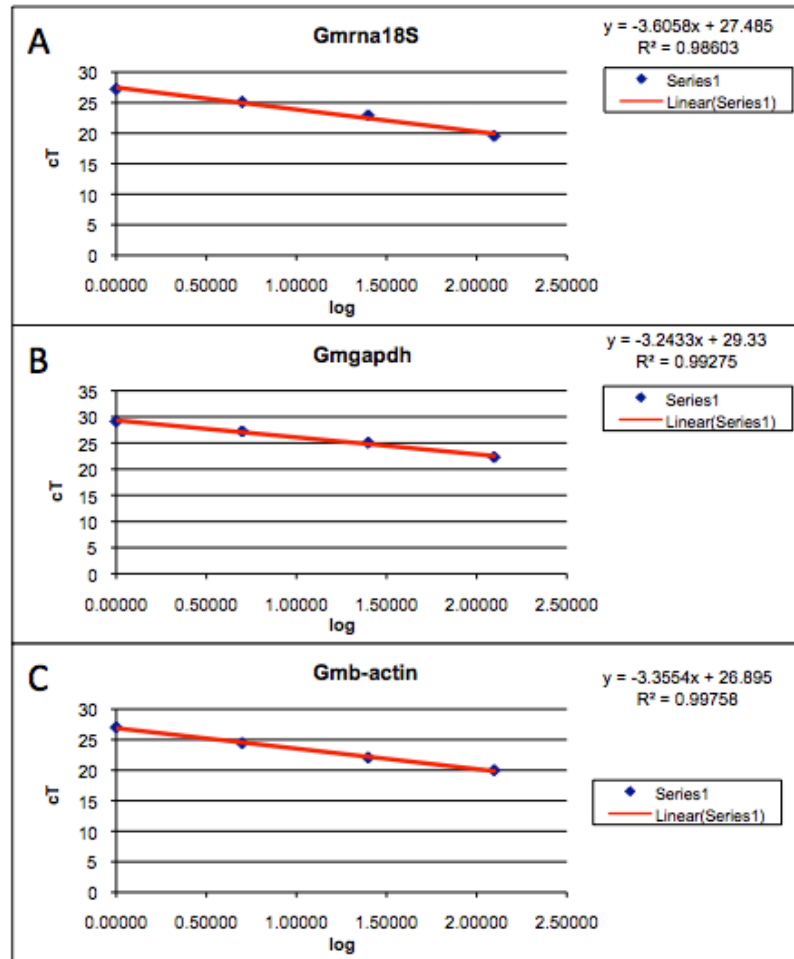 A
Gmrna18S
y = -3.6058x + 27.485
R² = 0.98603
Series1
Linear(Series1)
30
25
20
15
10
5
0
cT
0.00000 0.50000 1.00000 1.50000 2.00000 2.50000
log
B
Gmgapdh
y = -3.2433x + 29.33
R² = 0.99275
Series1
Linear(Series1)
35
30
25
20
15
10
5
0
cT
0.00000 0.50000 1.00000 1.50000 2.00000 2.50000
log
C
Gmb-actin
y = -3.3554x + 26.895
R² = 0.99758
Series1
Linear(Series1)
30
25
20
15
10
5
0
cT
0.00000 0.50000 1.00000 1.50000 2.00000 2.50000
log